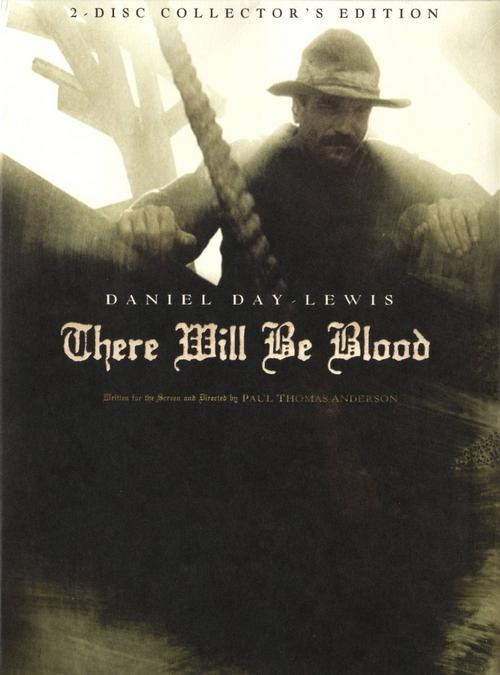 2-DISC COLLECTOR'S EDITION
DANIEL DAY-LEWIS
There Will Be Blood
Written for the Screen and Directed by PAUL THOMAS ANDERSON